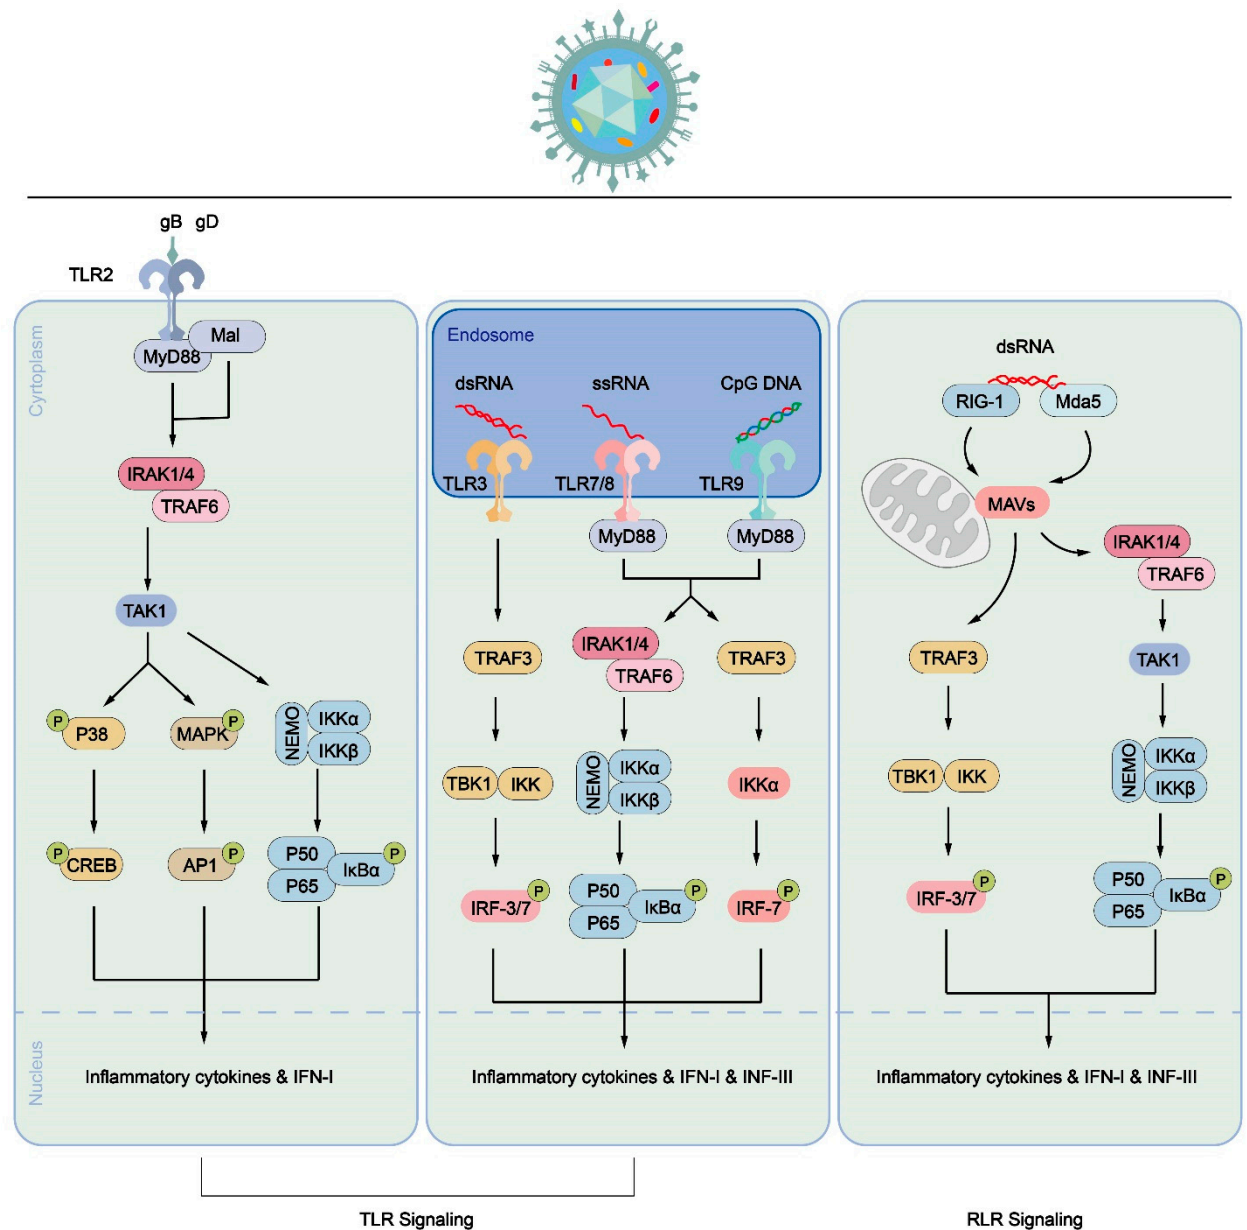 gB gD
TLR2
Cyrtoplasm
Mal
MyD88
IRAK1/4
TRAF6
TAK1
P
P38
MAPK
P
NEMO
IKKα
IKKβ
P
CREB
AP1
P
P50
P65
IκBα
P
Nucleus
Inflammatory cytokines & IFN-I
Endosome
dsRNA
ssRNA
CpG DNA
TLR3
TLR7/8
TLR9
MyD88
MyD88
TRAF3
IRAK1/4
TRAF6
TRAF3
TBK1
IKK
NEMO
IKKα
IKKβ
IKKα
IRF-3/7
P
P50
P65
IκBα
P
IRF-7
P
Inflammatory cytokines & IFN-I & INF-III
dsRNA
RIG-1
Mda5
MAVs
IRAK1/4
TRAF6
TRAF3
TAK1
TBK1
IKK
NEMO
IKKα
IKKβ
IRF-3/7
P
P50
P65
IκBα
P
Inflammatory cytokines & IFN-I & INF-III
TLR Signaling
RLR Signaling